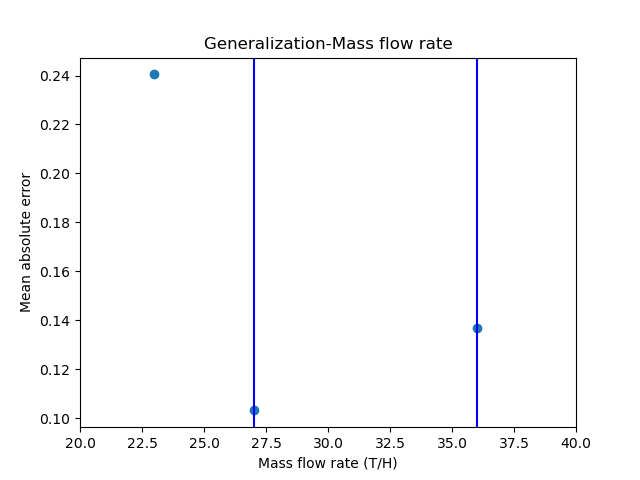 Generalization-Mass flow rate
Mean absolute error
0.24
0.22
0.20
0.18
0.16
0.14
0.12
0.10
20.0 22.5 25.0 27.5 30.0 32.5 35.0 37.5 40.0
Mass flow rate (T/H)